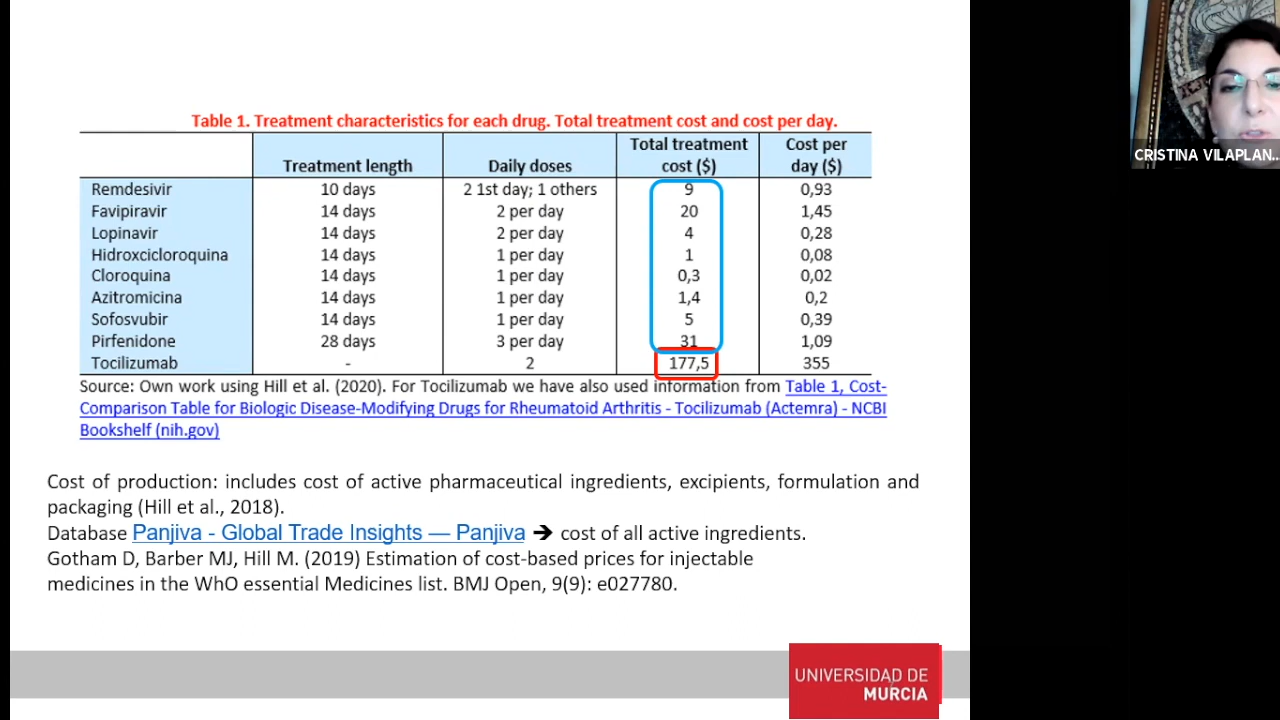 Table 1. Treatment characteristics for each drug. Total treatment cost and cost per day.
Treatment length Daily doses Total treatment cost ($) Cost per day ($)
Remdesivir 10 days 2 1st day; 1 others 9 0,93
Favipiravir 14 days 2 per day 20 1,45
Lopinavir 14 days 2 per day 4 0,28
Hidroxcicloroquina 14 days 1 per day 1 0,08
Cloroquina 14 days 1 per day 0,3 0,02
Azitromicina 14 days 1 per day 1,4 0,2
Sofosvubir 14 days 1 per day 5 0,39
Pirfenidone 28 days 3 per day 31 1,09
Tocilizumab - 2 177,5 355
Source: Own work using Hill et al. (2020). For Tocilizumab we have also used information from Table 1, Cost-
Comparison Table for Biologic Disease-Modifying Drugs for Rheumatoid Arthritis - Tocilizumab (Actemra) - NCBI
Bookshelf (nih.gov)
Cost of production: includes cost of active pharmaceutical ingredients, excipients, formulation and
packaging (Hill et al., 2018).
Database Panjiva - Global Trade Insights — Panjiva ➔ cost of all active ingredients.
Gotham D, Barber MJ, Hill M. (2019) Estimation of cost-based prices for injectable
medicines in the WhO essential Medicines list. BMJ Open, 9(9): e027780.
UNIVERSIDAD DE
MURCIA
CRISTINA VILAPLAN...